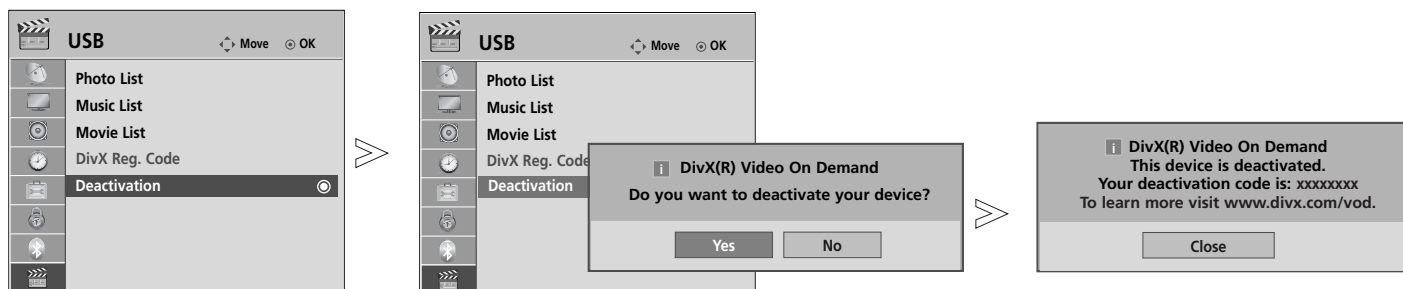 USB
Move
OK
Photo List
Music List
Movie List
DivX Reg. Code
Deactivation
USB
Move
OK
Photo List
Music List
Movie List
DivX Reg. Code
Deactivation
i DivX(R) Video On Demand
Do you want to deactivate your device?
Yes
No
i DivX(R) Video On Demand
This device is deactivated.
Your deactivation code is: xxxxxxxx
To learn more visit www.divx.com/vod.
Close